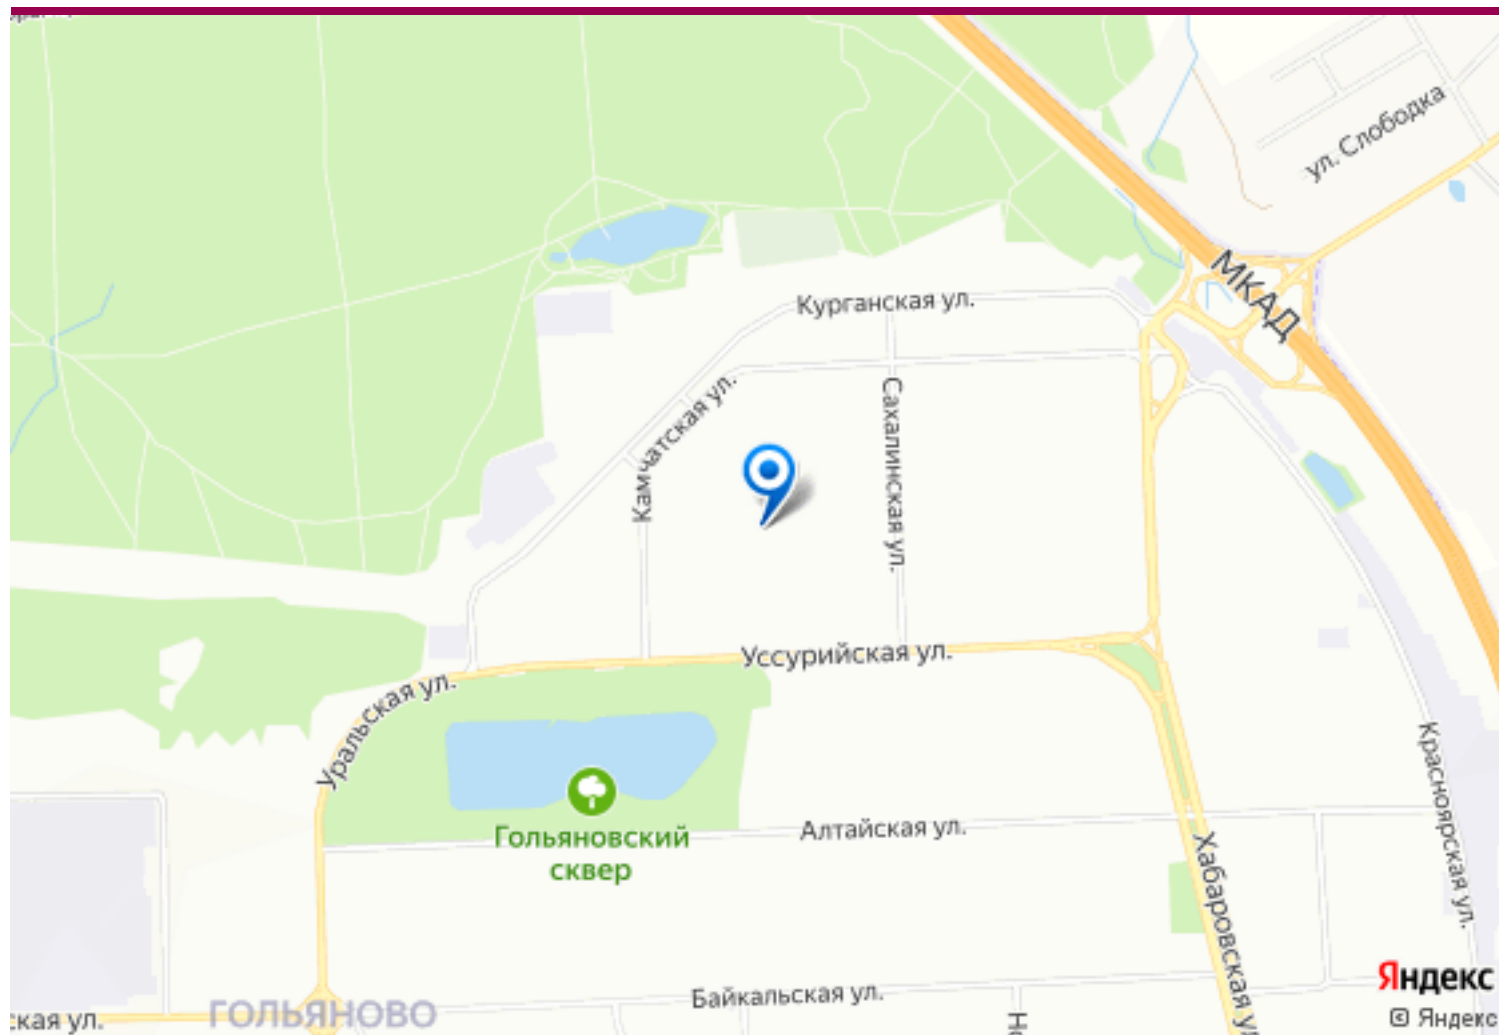 ул. Слободка
МКАД
Курганская ул.
Камчатская ул.
Сахалинская ул.
Уссурийская ул.
Уральская ул.
Красноярская ул.
Гольяновский
сквер
Алтайская ул.
Хабаровская у
Яндекс
Байкальская ул.
ГОЛЬЯНОВО
ская ул.
Но
© Яндекс